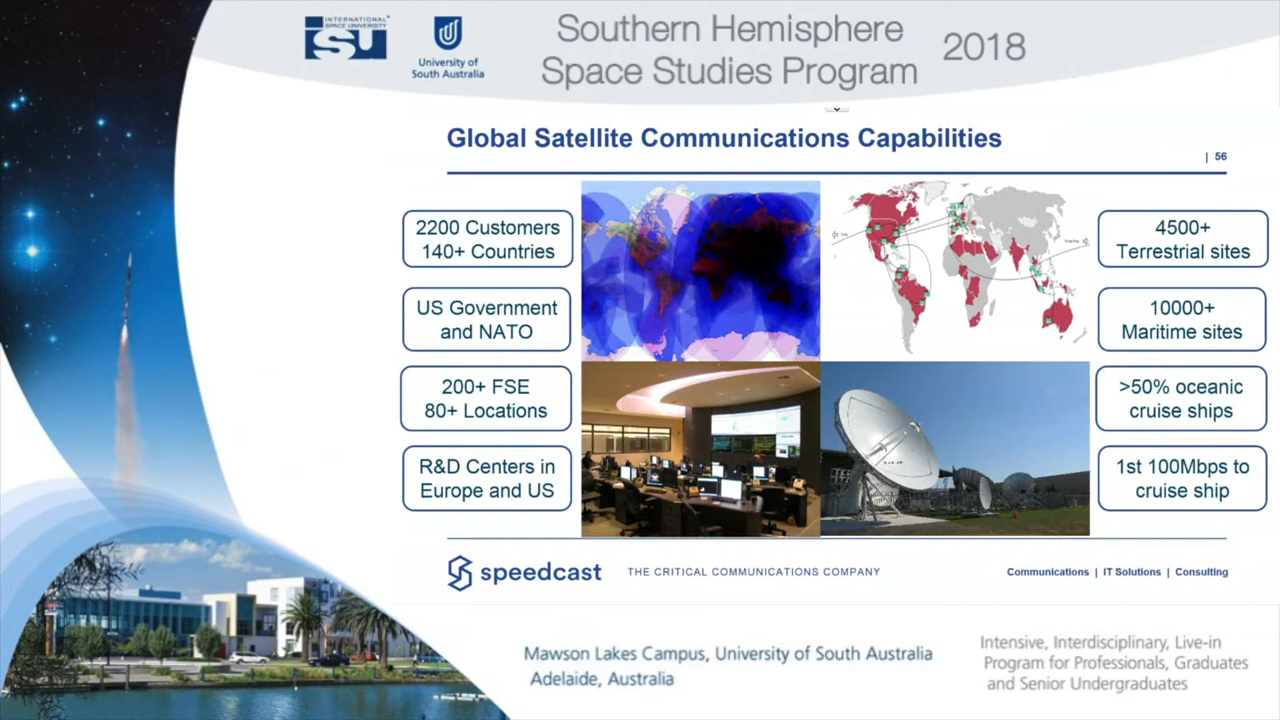 INTERNATIONAL
SPACE UNIVERSITY
ISU
University of
South Australia
Southern Hemisphere
Space Studies Program
2018
Global Satellite Communications Capabilities
| 56
2200 Customers
140+ Countries
US Government
and NATO
200+ FSE
80+ Locations
R&D Centers in
Europe and US
4500+
Terrestrial sites
10000+
Maritime sites
>50% oceanic
cruise ships
1st 100Mbps to
cruise ship
speedcast
THE CRITICAL COMMUNICATIONS COMPANY
Communications | IT Solutions | Consulting
Mawson Lakes Campus, University of South Australia
Adelaide, Australia
Intensive, Interdisciplinary, Live-in
Program for Professionals, Graduates
and Senior Undergraduates